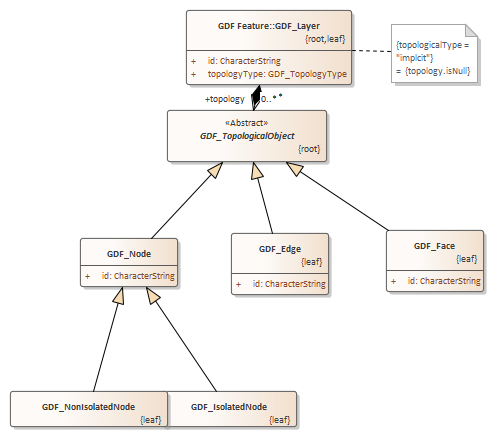 GDF Feature::GDF_Layer
{root,leaf}
+ id: CharacterString
+ topologyType: GDF_TopologyType
{topologicalType =
"implcit"}
= {topology.isNull}
+topology 0..*
«Abstract»
GDF_TopologicalObject
{root}
GDF_Node
+ id: CharacterString
GDF_Edge
{leaf}
+ id: CharacterString
GDF_Face
{leaf}
+ id: CharacterString
GDF_NonIsolatedNode
{leaf}
GDF_IsolatedNode
{leaf}